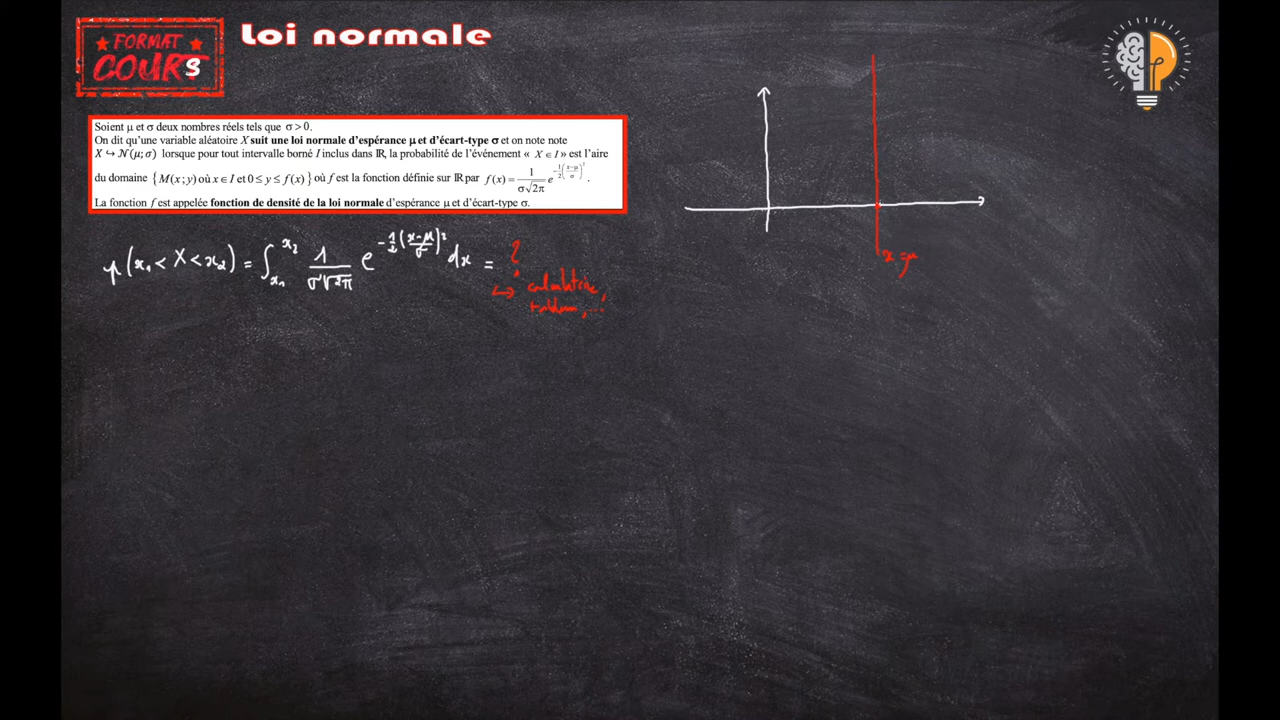 FORMAT
COURS
Loi normale
Soient μ et σ deux nombres réels tels que σ > 0.
On dit qu'une variable aléatoire X suit une loi normale d'espérance μ et d'écart-type σ et on note note
X ↪ N(μ;σ) lorsque pour tout intervalle borné I inclus dans IR, la probabilité de l'événement « X ∈ I » est l'aire
du domaine {M(x;y) où x ∈ I et 0 ≤ y ≤ f(x)} où f est la fonction définie sur IR par f(x) = 1/(σ√2π) e^(-1/2((x-μ)/σ)²).
La fonction f est appelée fonction de densité de la loi normale d'espérance μ et d'écart-type σ.
p(x₁ < X < x₂) = ∫_{x₁}^{x₂} 1/(σ√2π) e^(-1/2((x-μ)/σ)²) dx = ?
↪ calculatrice,
tableur, ...
x = μ